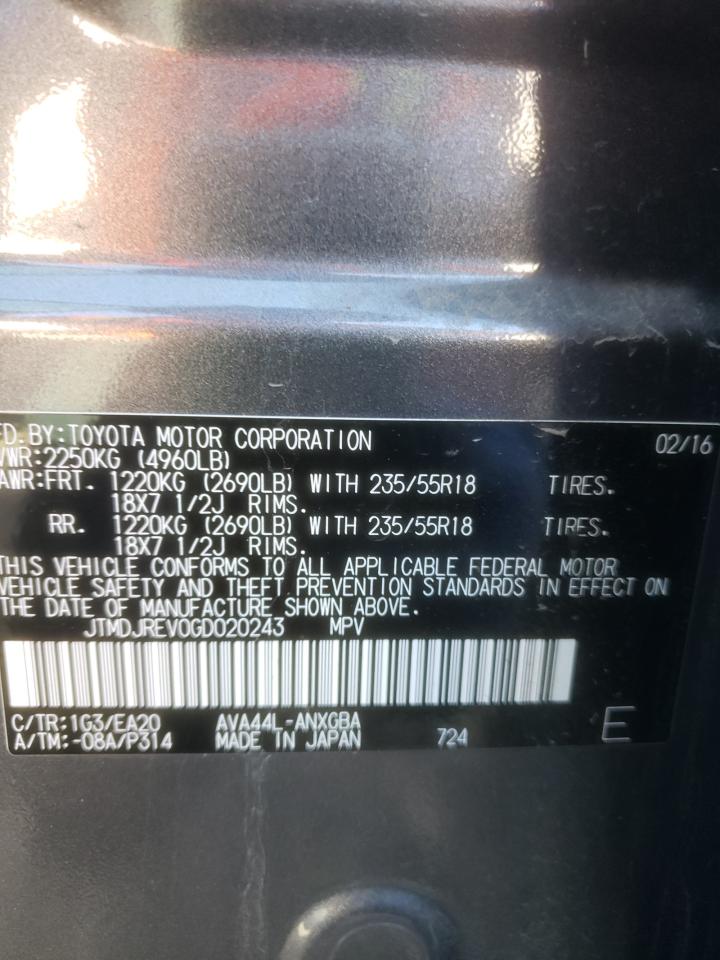 FD. BY:TOYOTA MOTOR CORPORATION 02/16
VWR:2250KG (4960LB)
AWR:FRT. 1220KG (2690LB) WITH 235/55R18 TIRES.
18X7 1/2J RIMS.
RR. 1220KG (2690LB) WITH 235/55R18 TIRES.
18X7 1/2J RIMS.
THIS VEHICLE CONFORMS TO ALL APPLICABLE FEDERAL MOTOR
VEHICLE SAFETY AND THEFT PREVENTION STANDARDS IN EFFECT ON
THE DATE OF MANUFACTURE SHOWN ABOVE.
JTMDJREV0GD020243 MPV
C/TR:1G3/EA20 AVA44L-ANXGBA
A/TM:-08A/P314 MADE IN JAPAN 724 E